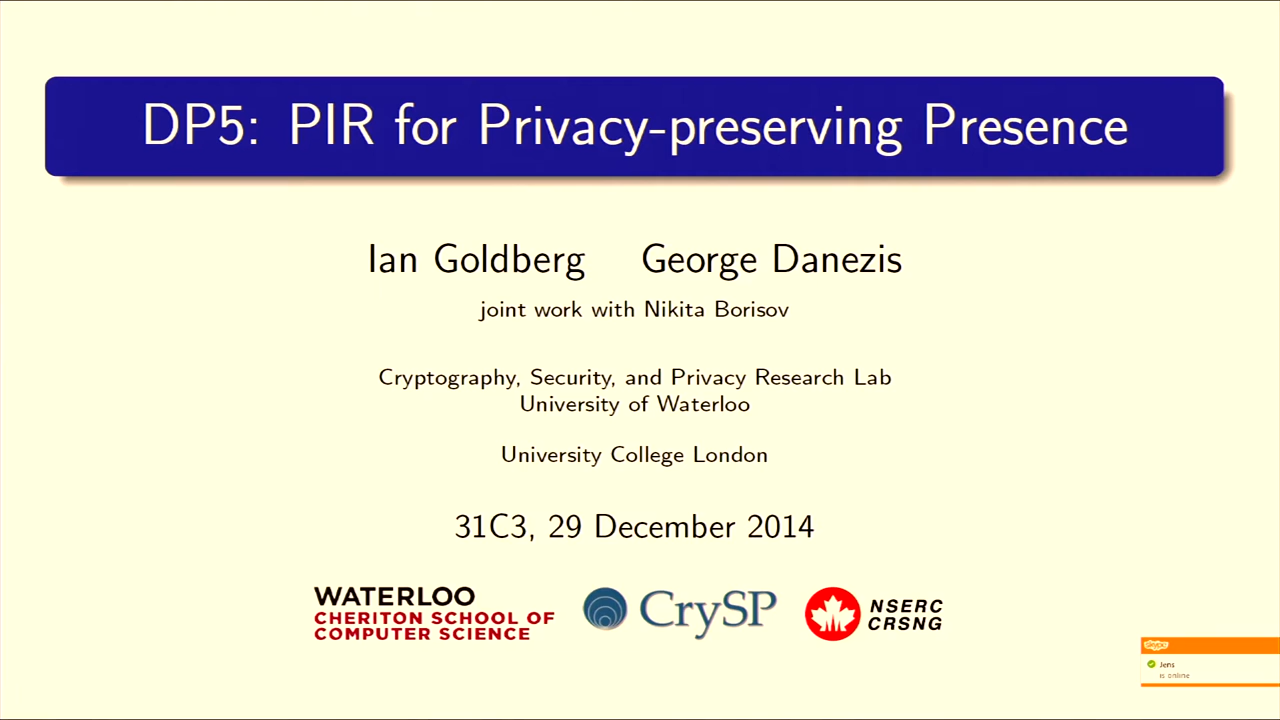 DP5: PIR for Privacy-preserving Presence
Ian Goldberg George Danezis
joint work with Nikita Borisov
Cryptography, Security, and Privacy Research Lab
University of Waterloo
University College London
31C3, 29 December 2014
WATERLOO
CHERITON SCHOOL OF
COMPUTER SCIENCE
CrySP
NSERC
CRSNG
skype
Jens
is online